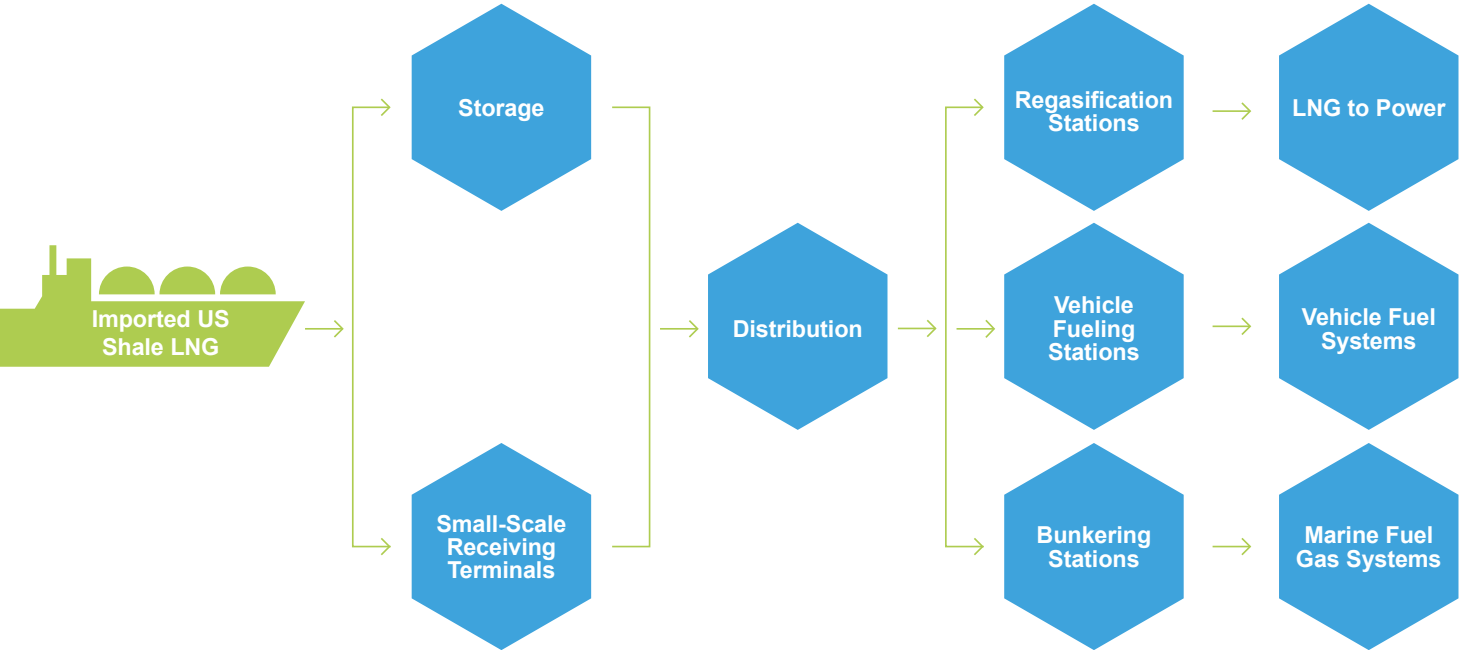 Imported US
Shale LNG
Storage
Small-Scale
Receiving
Terminals
Distribution
Regasification
Stations
LNG to Power
Vehicle
Fueling
Stations
Vehicle Fuel
Systems
Bunkering
Stations
Marine Fuel
Gas Systems